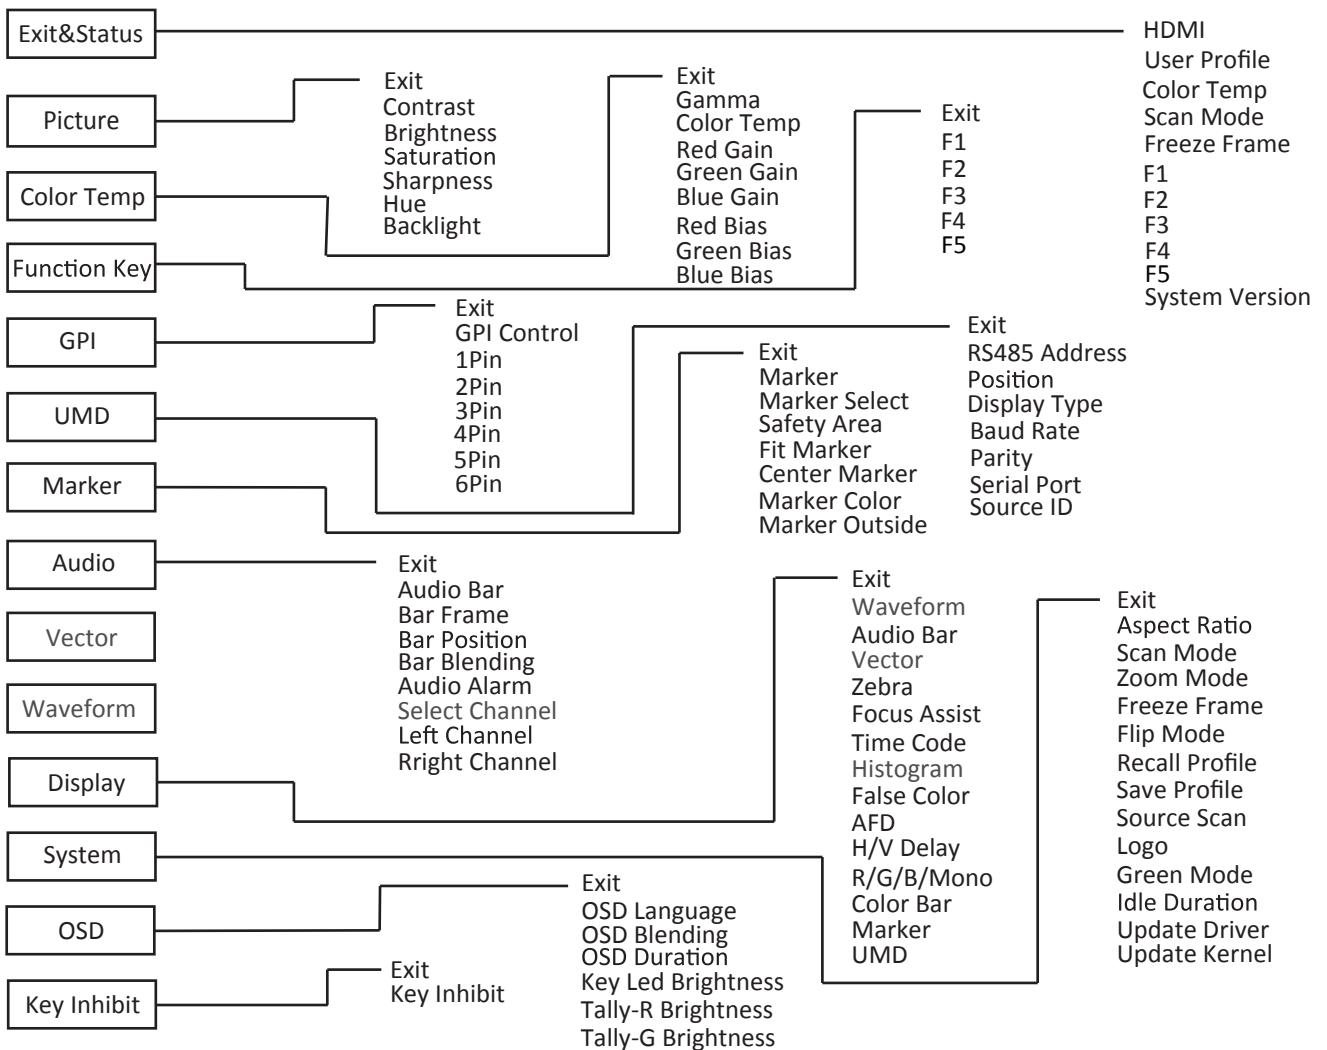 Exit&Status
HDMI
User Profile
Color Temp
Scan Mode
Freeze Frame
F1
F2
F3
F4
F5
System Version
Picture
Exit
Contrast
Brightness
Saturation
Sharpness
Hue
Backlight
Color Temp
Exit
Gamma
Color Temp
Red Gain
Green Gain
Blue Gain
Red Bias
Green Bias
Blue Bias
Function Key
Exit
F1
F2
F3
F4
F5
GPI
Exit
GPI Control
1Pin
2Pin
3Pin
4Pin
5Pin
6Pin
UMD
Exit
RS485 Address
Position
Display Type
Baud Rate
Parity
Serial Port
Source ID
Marker
Exit
Marker
Marker Select
Safety Area
Fit Marker
Center Marker
Marker Color
Marker Outside
Audio
Exit
Audio Bar
Bar Frame
Bar Position
Bar Blending
Audio Alarm
Select Channel
Left Channel
Rright Channel
Vector
Waveform
Display
Exit
Waveform
Audio Bar
Vector
Zebra
Focus Assist
Time Code
Histogram
False Color
AFD
H/V Delay
R/G/B/Mono
Color Bar
Marker
UMD
System
Exit
Aspect Ratio
Scan Mode
Zoom Mode
Freeze Frame
Flip Mode
Recall Profile
Save Profile
Source Scan
Logo
Green Mode
Idle Duration
Update Driver
Update Kernel
OSD
Exit
OSD Language
OSD Blending
OSD Duration
Key Led Brightness
Tally-R Brightness
Tally-G Brightness
Key Inhibit
Exit
Key Inhibit